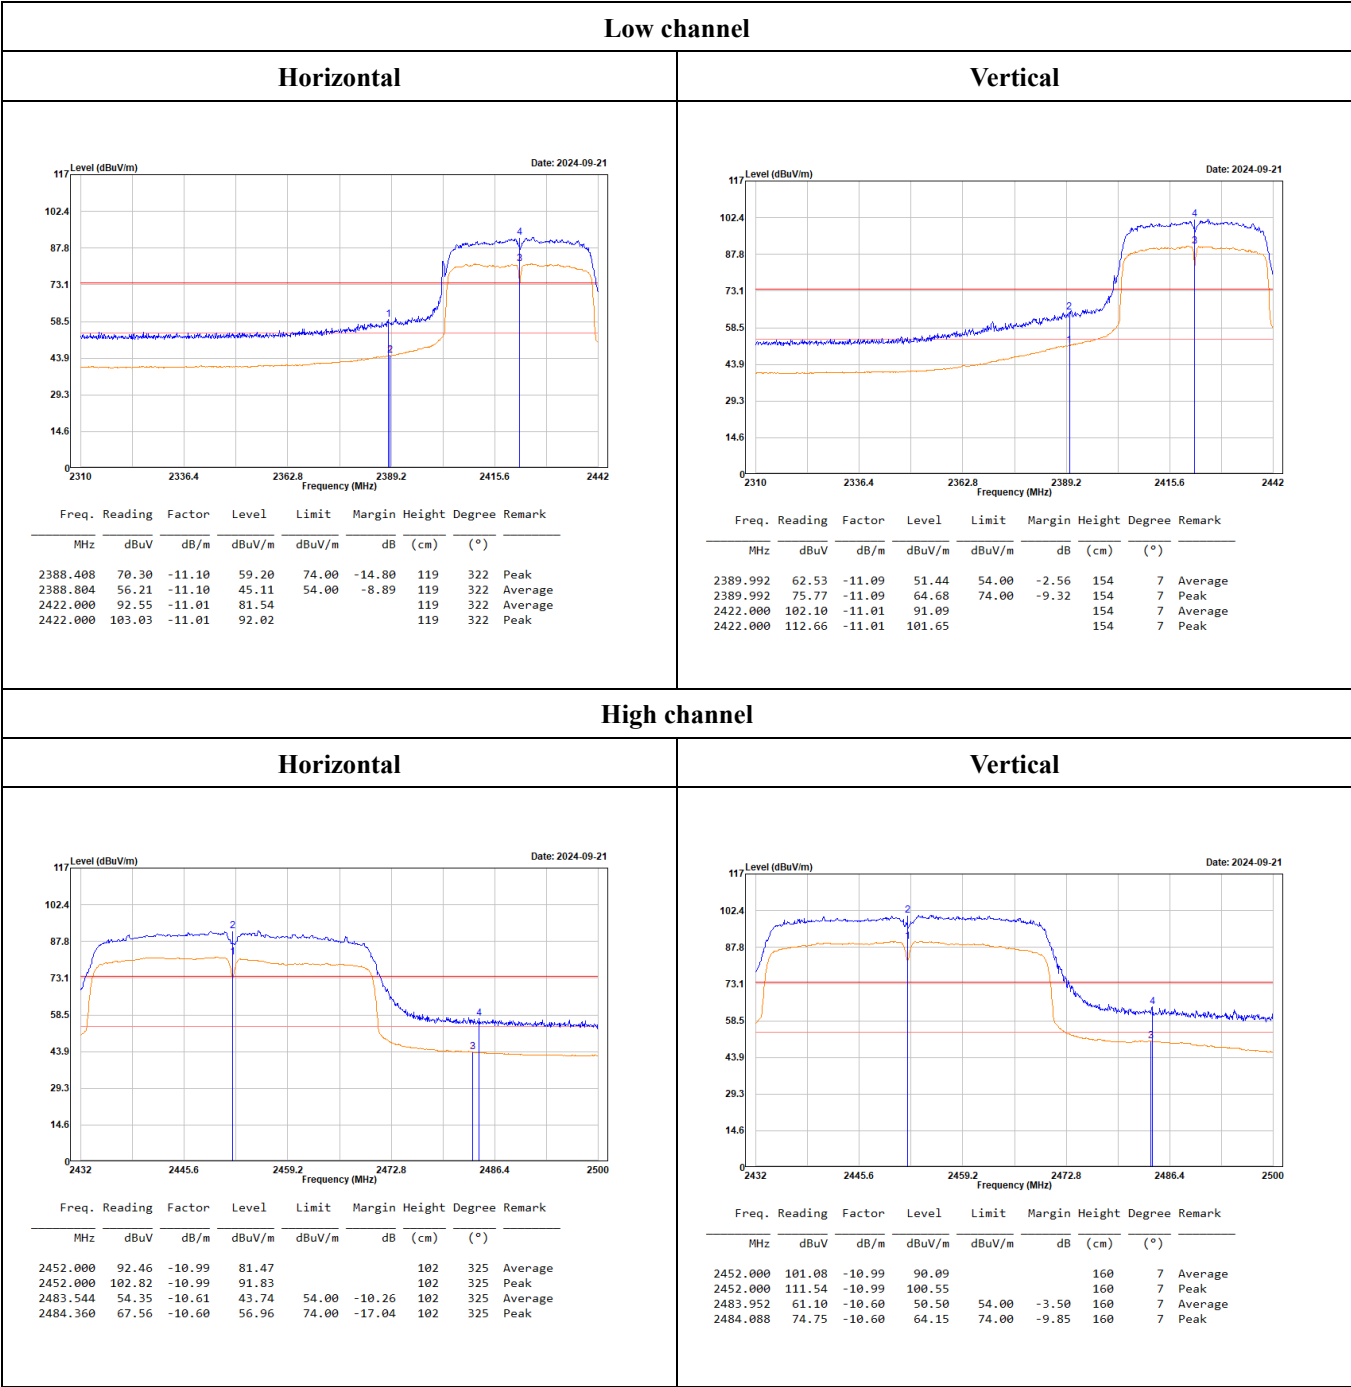 Low channel
Horizontal Vertical
Level (dBuV/m) Date: 2024-09-21
117
102.4
87.8
73.1
58.5
43.9
29.3
14.6
0
4
3
1
2
2310 2336.4 2362.8 2389.2 2415.6 2442
Frequency (MHz)
Freq. Reading Factor Level Limit Margin Height Degree Remark
MHz dBuV dB/m dBuV/m dBuV/m dB (cm) (°)
2388.408 70.30 -11.10 59.20 74.00 -14.80 119 322 Peak
2388.804 56.21 -11.10 45.11 54.00 -8.89 119 322 Average
2422.000 92.55 -11.01 81.54 119 322 Average
2422.000 103.03 -11.01 92.02 119 322 Peak
Level (dBuV/m) Date: 2024-09-21
117
102.4
87.8
73.1
58.5
43.9
29.3
14.6
0
4
3
2
1
2310 2336.4 2362.8 2389.2 2415.6 2442
Frequency (MHz)
Freq. Reading Factor Level Limit Margin Height Degree Remark
MHz dBuV dB/m dBuV/m dBuV/m dB (cm) (°)
2389.992 62.53 -11.09 51.44 54.00 -2.56 154 7 Average
2389.992 75.77 -11.09 64.68 74.00 -9.32 154 7 Peak
2422.000 102.10 -11.01 91.09 154 7 Average
2422.000 112.66 -11.01 101.65 154 7 Peak
High channel
Horizontal Vertical
Level (dBuV/m) Date: 2024-09-21
117
102.4
87.8
73.1
58.5
43.9
29.3
14.6
0
2
1
4
3
2432 2445.6 2459.2 2472.8 2486.4 2500
Frequency (MHz)
Freq. Reading Factor Level Limit Margin Height Degree Remark
MHz dBuV dB/m dBuV/m dBuV/m dB (cm) (°)
2452.000 92.46 -10.99 81.47 102 325 Average
2452.000 102.82 -10.99 91.83 102 325 Peak
2483.544 54.35 -10.61 43.74 54.00 -10.26 102 325 Average
2484.360 67.56 -10.60 56.96 74.00 -17.04 102 325 Peak
Level (dBuV/m) Date: 2024-09-21
117
102.4
87.8
73.1
58.5
43.9
29.3
14.6
0
2
1
4
3
2432 2445.6 2459.2 2472.8 2486.4 2500
Frequency (MHz)
Freq. Reading Factor Level Limit Margin Height Degree Remark
MHz dBuV dB/m dBuV/m dBuV/m dB (cm) (°)
2452.000 101.08 -10.99 90.09 160 7 Average
2452.000 111.54 -10.99 100.55 160 7 Peak
2483.952 61.10 -10.60 50.50 54.00 -3.50 160 7 Average
2484.088 74.75 -10.60 64.15 74.00 -9.85 160 7 Peak